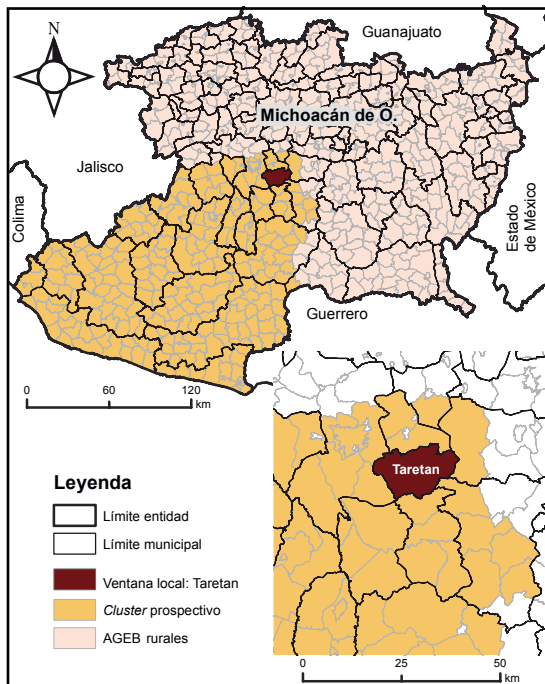 Guanajuato
N
Michoacán de O.
Jalisco
Colima
Estado
de México
Guerrero
0 60 120
km
Taretan
Leyenda
Límite entidad
Límite municipal
Ventana local: Taretan
Cluster prospectivo
AGEB rurales
0 25 50
km